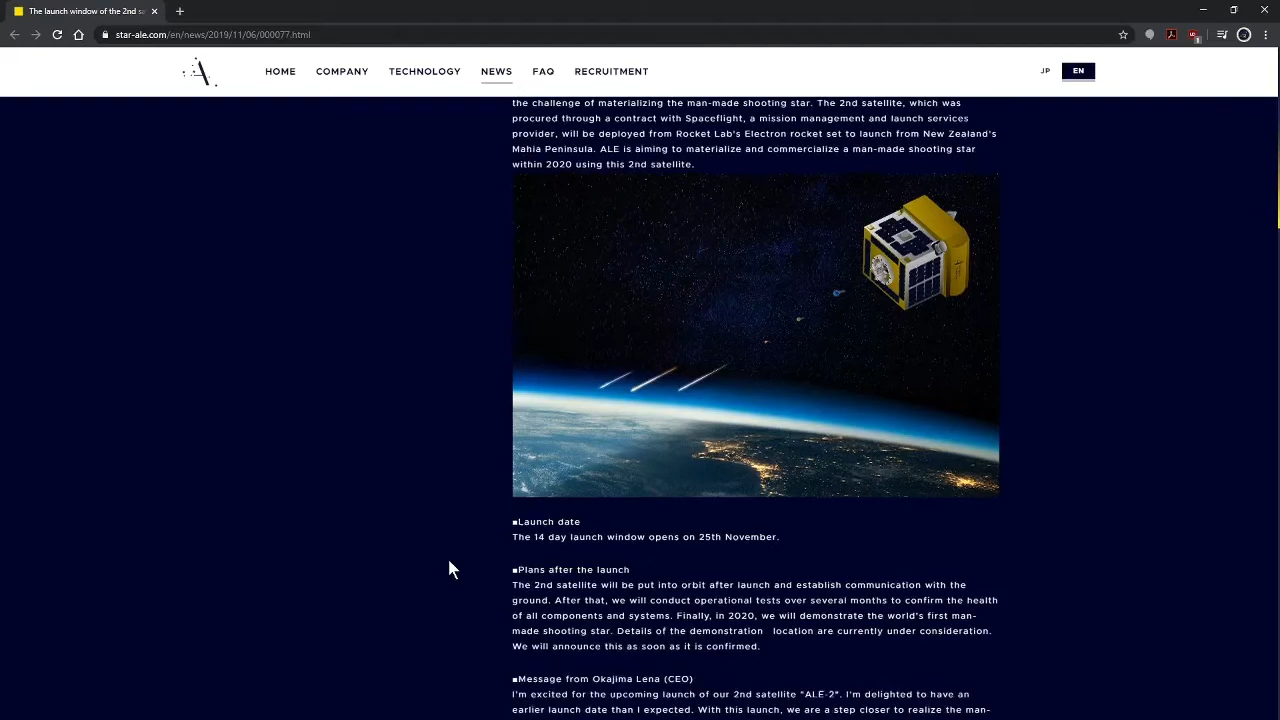 The launch window of the 2nd sa
star-ale.com/en/news/2019/11/06/000077.html
A
HOME COMPANY TECHNOLOGY NEWS FAQ RECRUITMENT JP EN
the challenge of materializing the man-made shooting star. The 2nd satellite, which was
procured through a contract with Spaceflight, a mission management and launch services
provider, will be deployed from Rocket Lab's Electron rocket set to launch from New Zealand's
Mahia Peninsula. ALE is aiming to materialize and commercialize a man-made shooting star
within 2020 using this 2nd satellite.
■Launch date
The 14 day launch window opens on 25th November.
■Plans after the launch
The 2nd satellite will be put into orbit after launch and establish communication with the
ground. After that, we will conduct operational tests over several months to confirm the health
of all components and systems. Finally, in 2020, we will demonstrate the world's first man-
made shooting star. Details of the demonstration   location are currently under consideration.
We will announce this as soon as it is confirmed.
■Message from Okajima Lena (CEO)
I'm excited for the upcoming launch of our 2nd satellite "ALE-2". I'm delighted to have an
earlier launch date than I expected. With this launch, we are a step closer to realize the man-